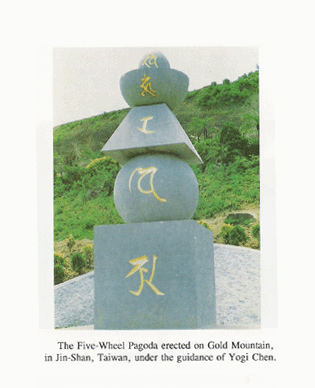 The Five-Wheel Pagoda erected on Gold Mountain,
in Jin-Shan, Taiwan, under the guidance of Yogi Chen.